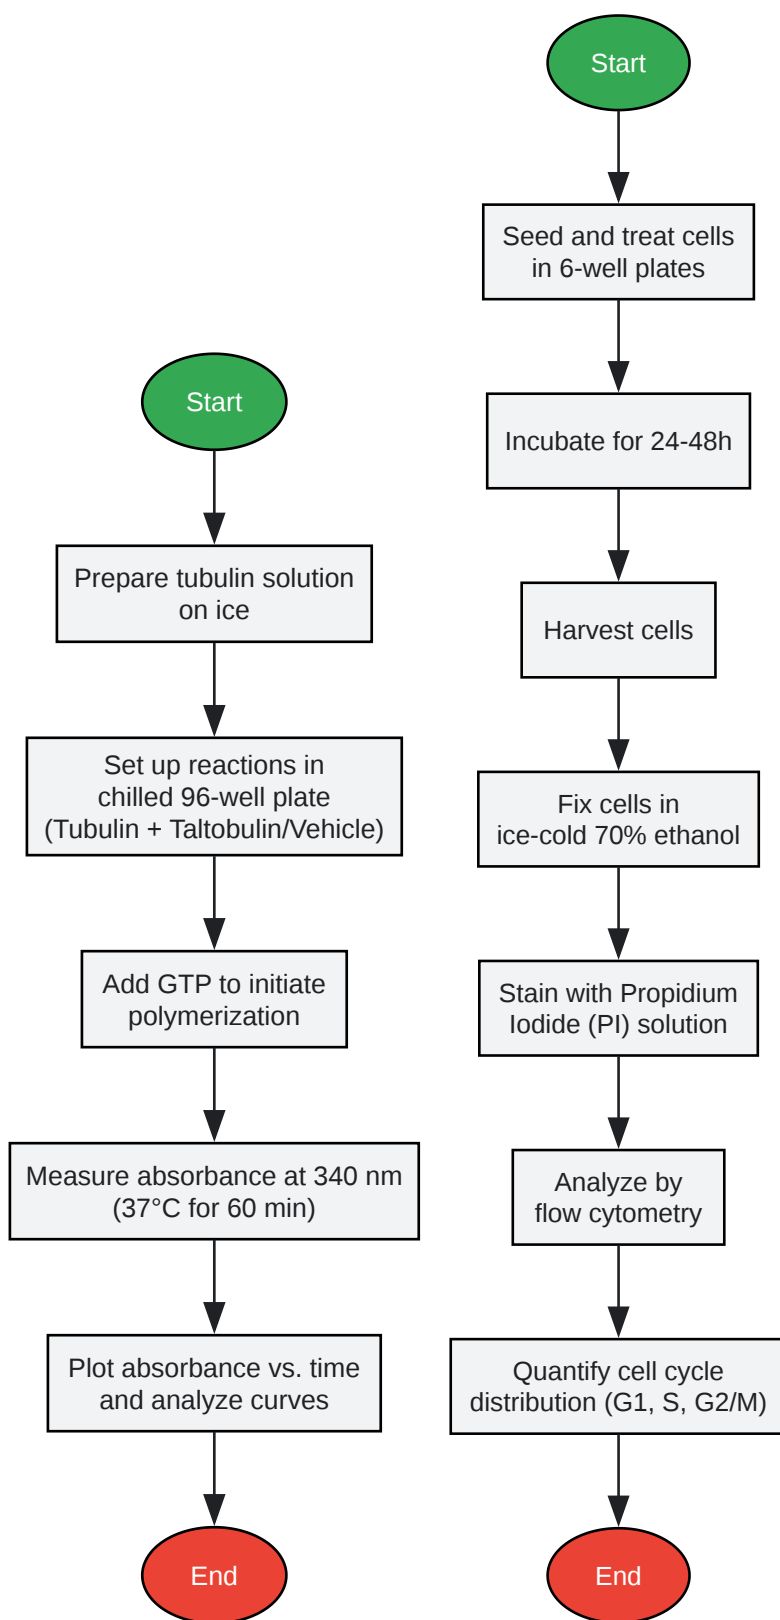 Start
Prepare tubulin solution
on ice
Set up reactions in
chilled 96-well plate
(Tubulin + Taltobulin/Vehicle)
Add GTP to initiate
polymerization
Measure absorbance at 340 nm
(37°C for 60 min)
Plot absorbance vs. time
and analyze curves
End
Start
Seed and treat cells
in 6-well plates
Incubate for 24-48h
Harvest cells
Fix cells in
ice-cold 70% ethanol
Stain with Propidium
Iodide (PI) solution
Analyze by
flow cytometry
Quantify cell cycle
distribution (G1, S, G2/M)
End